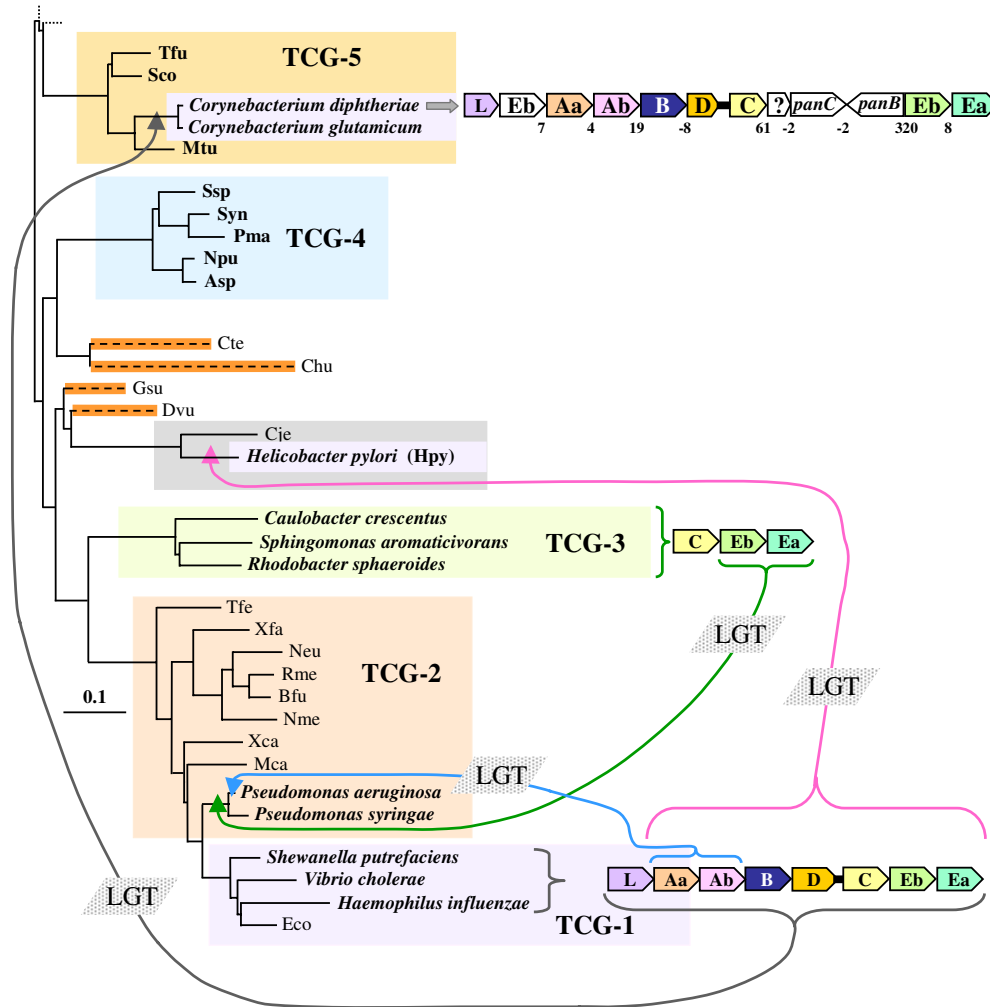 Tfu
TCG-5
Sco
Corynebacterium diphtheriae
L Eb Aa Ab B D C ? panC panB Eb Ea
7 4 19 -8 61 -2 -2 320 8
Corynebacterium glutamicum
Mtu
Ssp
Syn
TCG-4
Pma
Npu
Asp
Cte
Chu
Gsu
Dvu
Cje
Helicobacter pylori (Hpy)
Caulobacter crescentus
Sphingomonas aromaticivorans
TCG-3
C Eb Ea
Rhodobacter sphaeroides
Tfe
Xfa
LGT
Neu
Rme
TCG-2
LGT
Bfu
0.1
Nme
Xca
Mca
LGT
Pseudomonas aeruginosa
Pseudomonas syringae
Shewanella putrefaciens
Vibrio cholerae
L Aa Ab B D C Eb Ea
LGT
Haemophilus influenzae
Eco
TCG-1